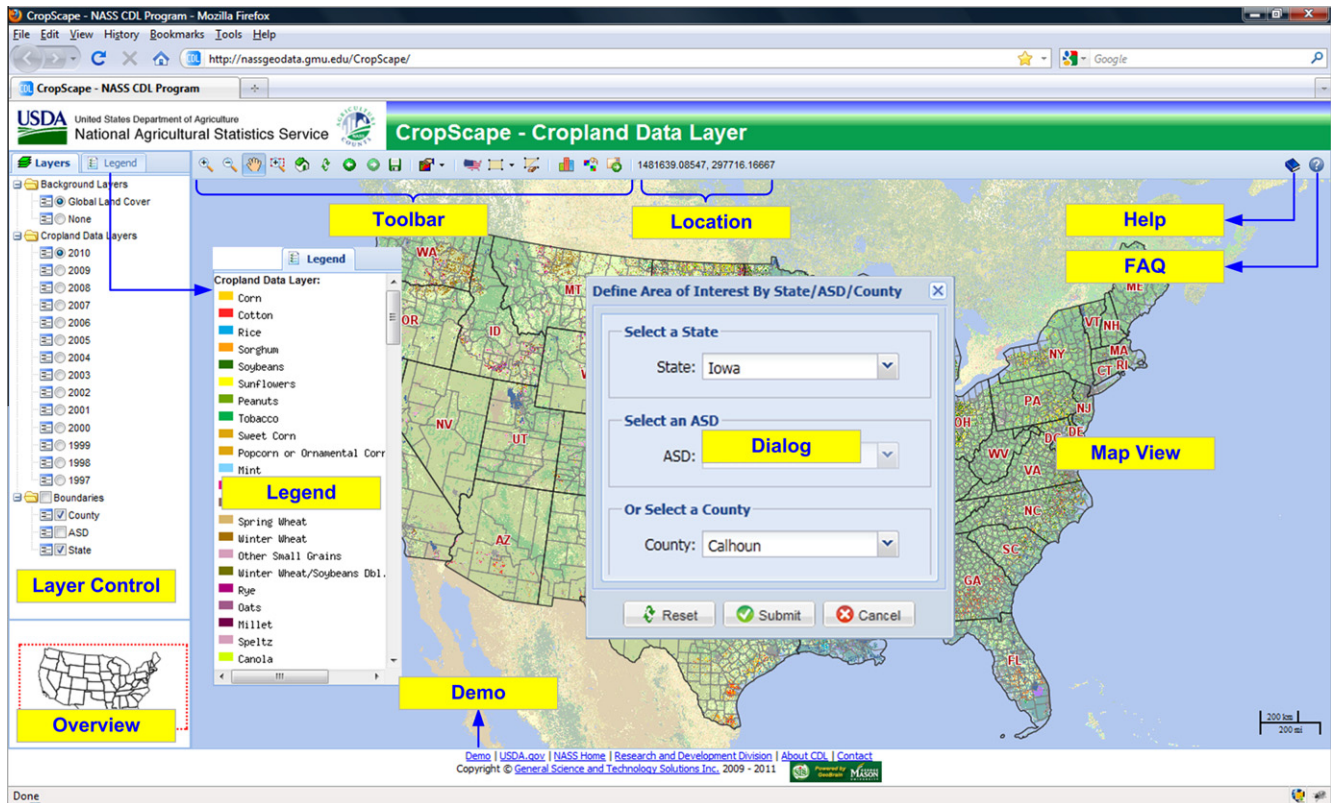 CropScape - NASS CDL Program - Mozilla Firefox
File Edit View History Bookmarks Tools Help
http://nassgeodata.gmu.edu/CropScape/
Google
CropScape - NASS CDL Program
USDA
United States Department of Agriculture
National Agricultural Statistics Service
CropScape - Cropland Data Layer
Layers
Legend
1481639.08547, 297716.16667
Toolbar
Location
Help
FAQ
Background Layers
Global Land Cover
None
Cropland Data Layers
2010
2009
2008
2007
2006
2005
2004
2003
2002
2001
2000
1999
1998
1997
Boundaries
County
ASD
State
Layer Control
Overview
Legend
Cropland Data Layer:
Corn
Cotton
Rice
Sorghum
Soybeans
Sunflowers
Peanuts
Tobacco
Sweet Corn
Popcorn or Ornamental Corr
Mint
Legend
Spring Wheat
Winter Wheat
Other Small Grains
Winter Wheat/Soybeans Dbl.
Rye
Oats
Millet
Speltz
Canola
WA
OR
ID
MT
NV
UT
AZ
Define Area of Interest By State/ASD/County
Select a State
State: Iowa
Select an ASD
ASD:
Dialog
Or Select a County
County: Calhoun
Reset
Submit
Cancel
ME
VT
NH
NY
MA
CT
RI
PA
NJ
OH
DE
DC
WV
VA
NC
SC
GA
FL
Map View
200 km
200 mi
Demo
Demo | USDA.gov | NASS Home | Research and Development Division | About CDL | Contact
Copyright © General Science and Technology Solutions Inc. 2009 - 2011
Powered by
GeoBrain
MASON
Done